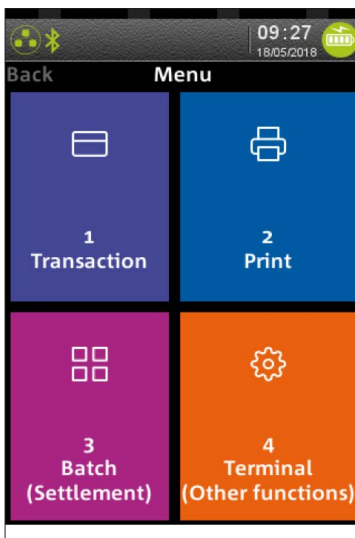 09:27
18/05/2018
Back
Menu
1
Transaction
2
Print
3
Batch
(Settlement)
4
Terminal
(Other functions)